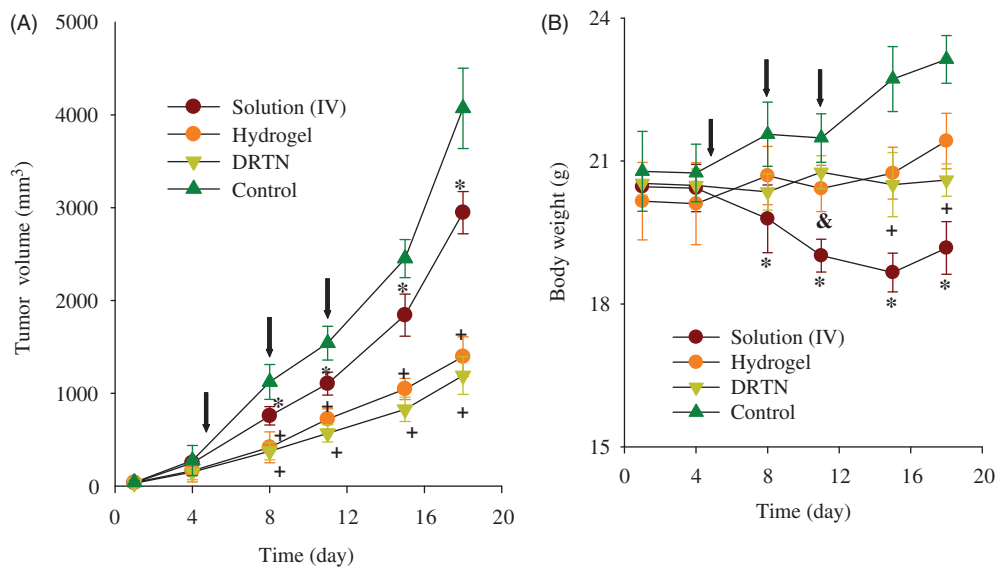 (A)
5000
4000
3000
2000
1000
0
Tumor volume (mm³)
Solution (IV)
Hydrogel
DRTN
Control
*
*
*
*
+
+
+
+
+
+
+
+
0 4 8 12 16 20
Time (day)
(B)
24
21
18
15
Body weight (g)
&
+
+
*
*
*
*
Solution (IV)
Hydrogel
DRTN
Control
0 4 8 12 16 20
Time (day)